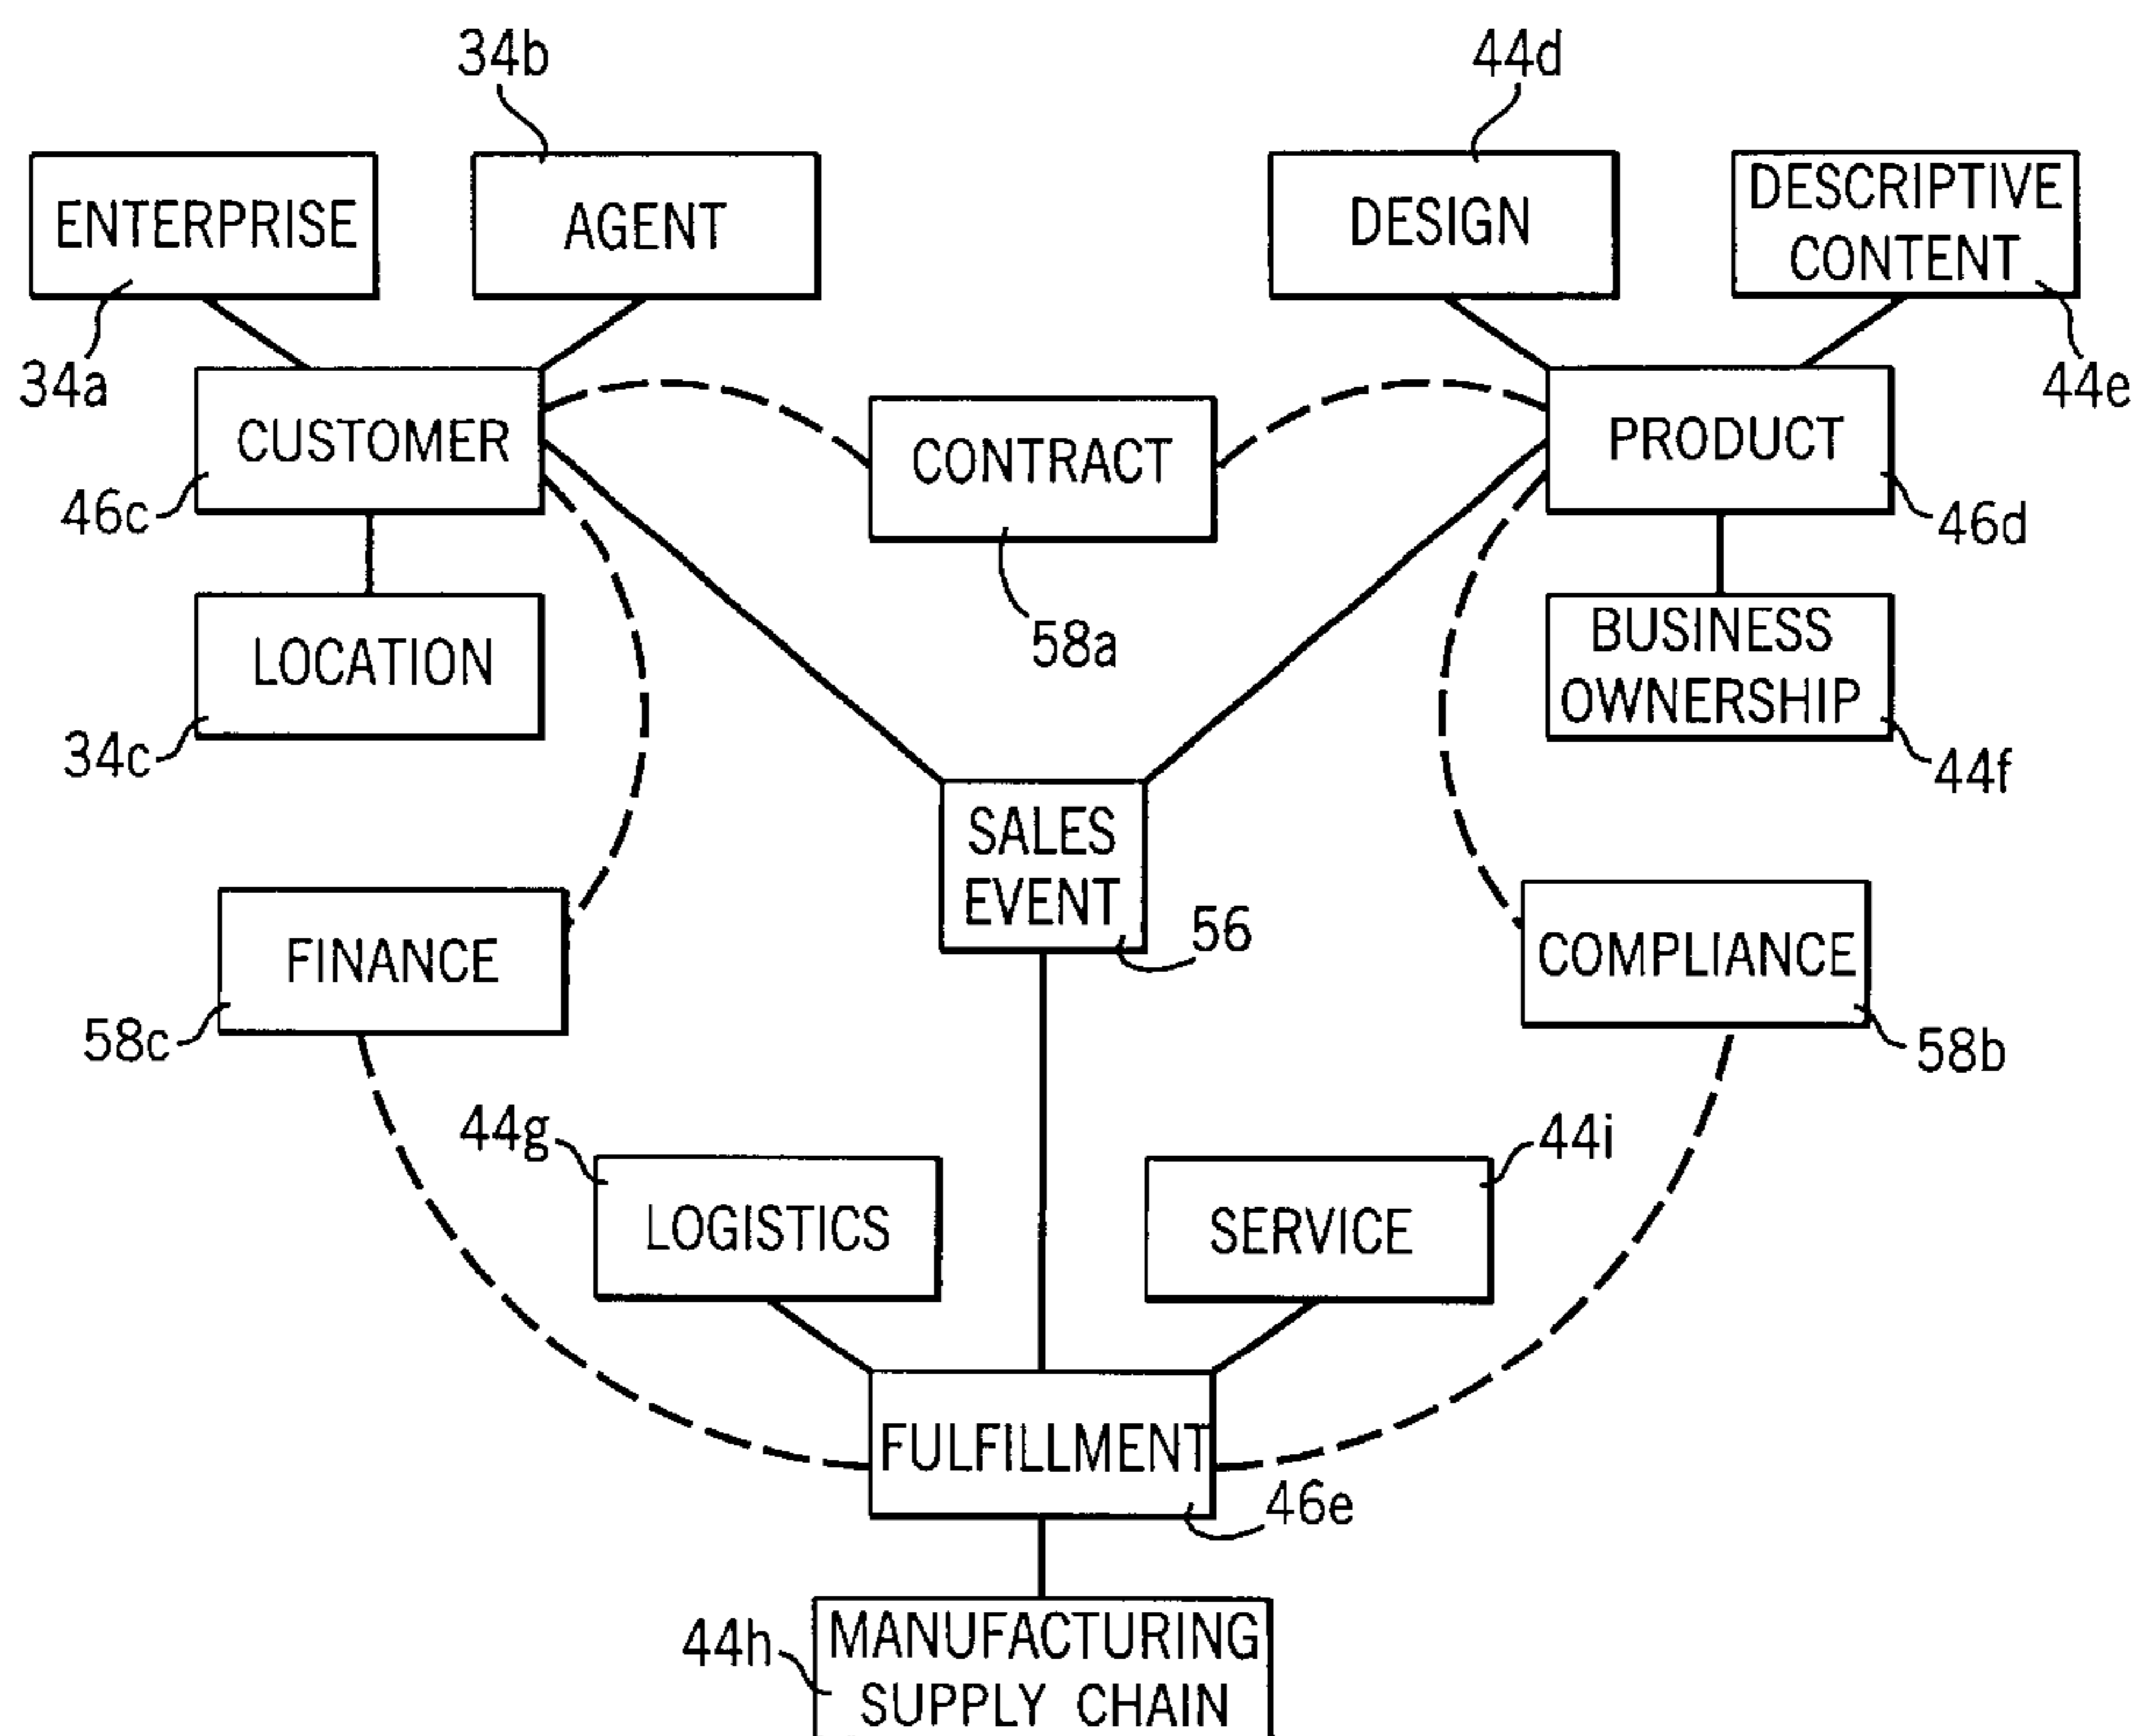 34b
44d
ENTERPRISE
AGENT
DESIGN
DESCRIPTIVE
CONTENT
34a
44e
CUSTOMER
CONTRACT
PRODUCT
46c
46d
58a
LOCATION
BUSINESS
OWNERSHIP
34c
44f
SALES
EVENT
56
FINANCE
COMPLIANCE
58c
58b
44g
44i
LOGISTICS
SERVICE
FULFILLMENT
46e
44h
MANUFACTURING
SUPPLY CHAIN